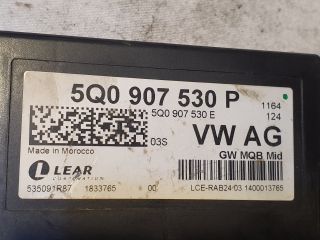 5Q0 907 530 P
1164
5Q0 907 530 E
124
03S
VW AG
Made in Morocco
GW MQB Mid
LEAR
CORPORATION
535091R87 1833765 00 LCE-RAB24 03 1400013765